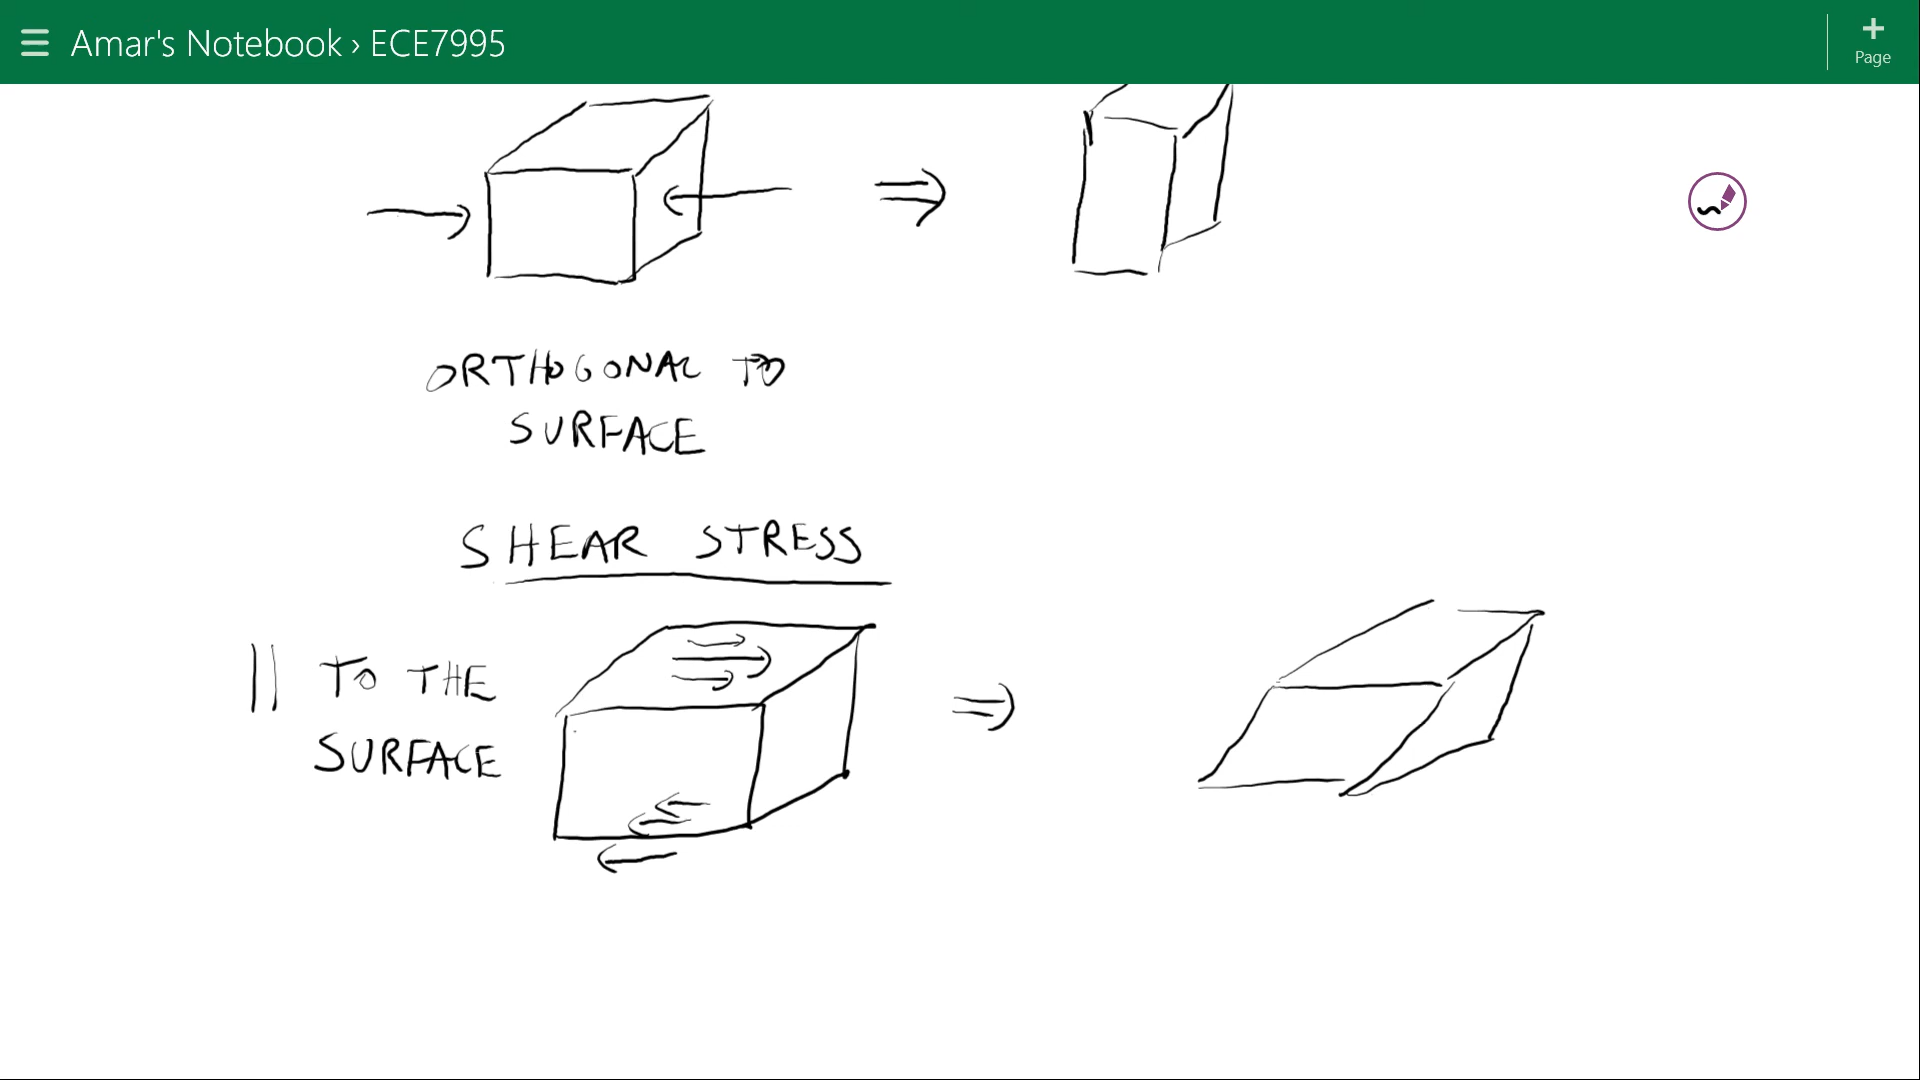 Amar's Notebook › ECE7995
Page
ORTHOGONAL TO
SURFACE
SHEAR STRESS
|| TO THE
SURFACE